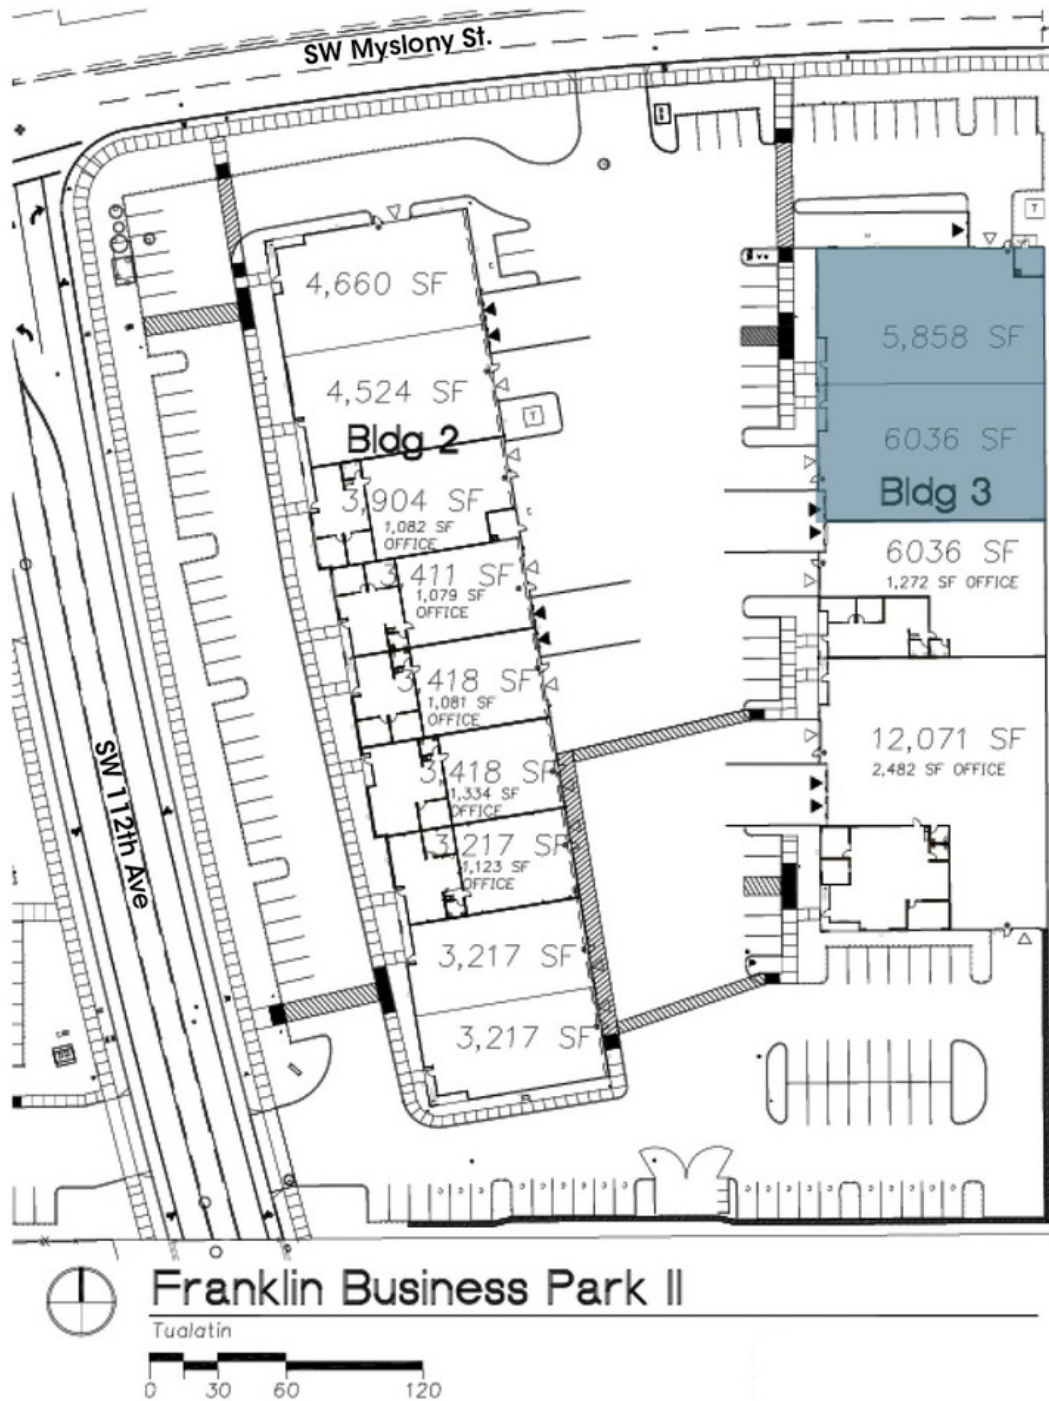 SW Myslony St.
T
4,660 SF
5,858 SF
4,524 SF
T
Bldg 2
6036 SF
3,904 SF
1,082 SF
OFFICE
Bldg 3
6036 SF
1,272 SF OFFICE
411 SF
1,079 SF
OFFICE
3,418 SF
1,081 SF
OFFICE
12,071 SF
2,482 SF OFFICE
SW 112th Ave
3,418 SF
1,334 SF
OFFICE
3,217 SF
1,123 SF
OFFICE
3,217 SF
3,217 SF
Franklin Business Park II
Tualatin
0 30 60 120